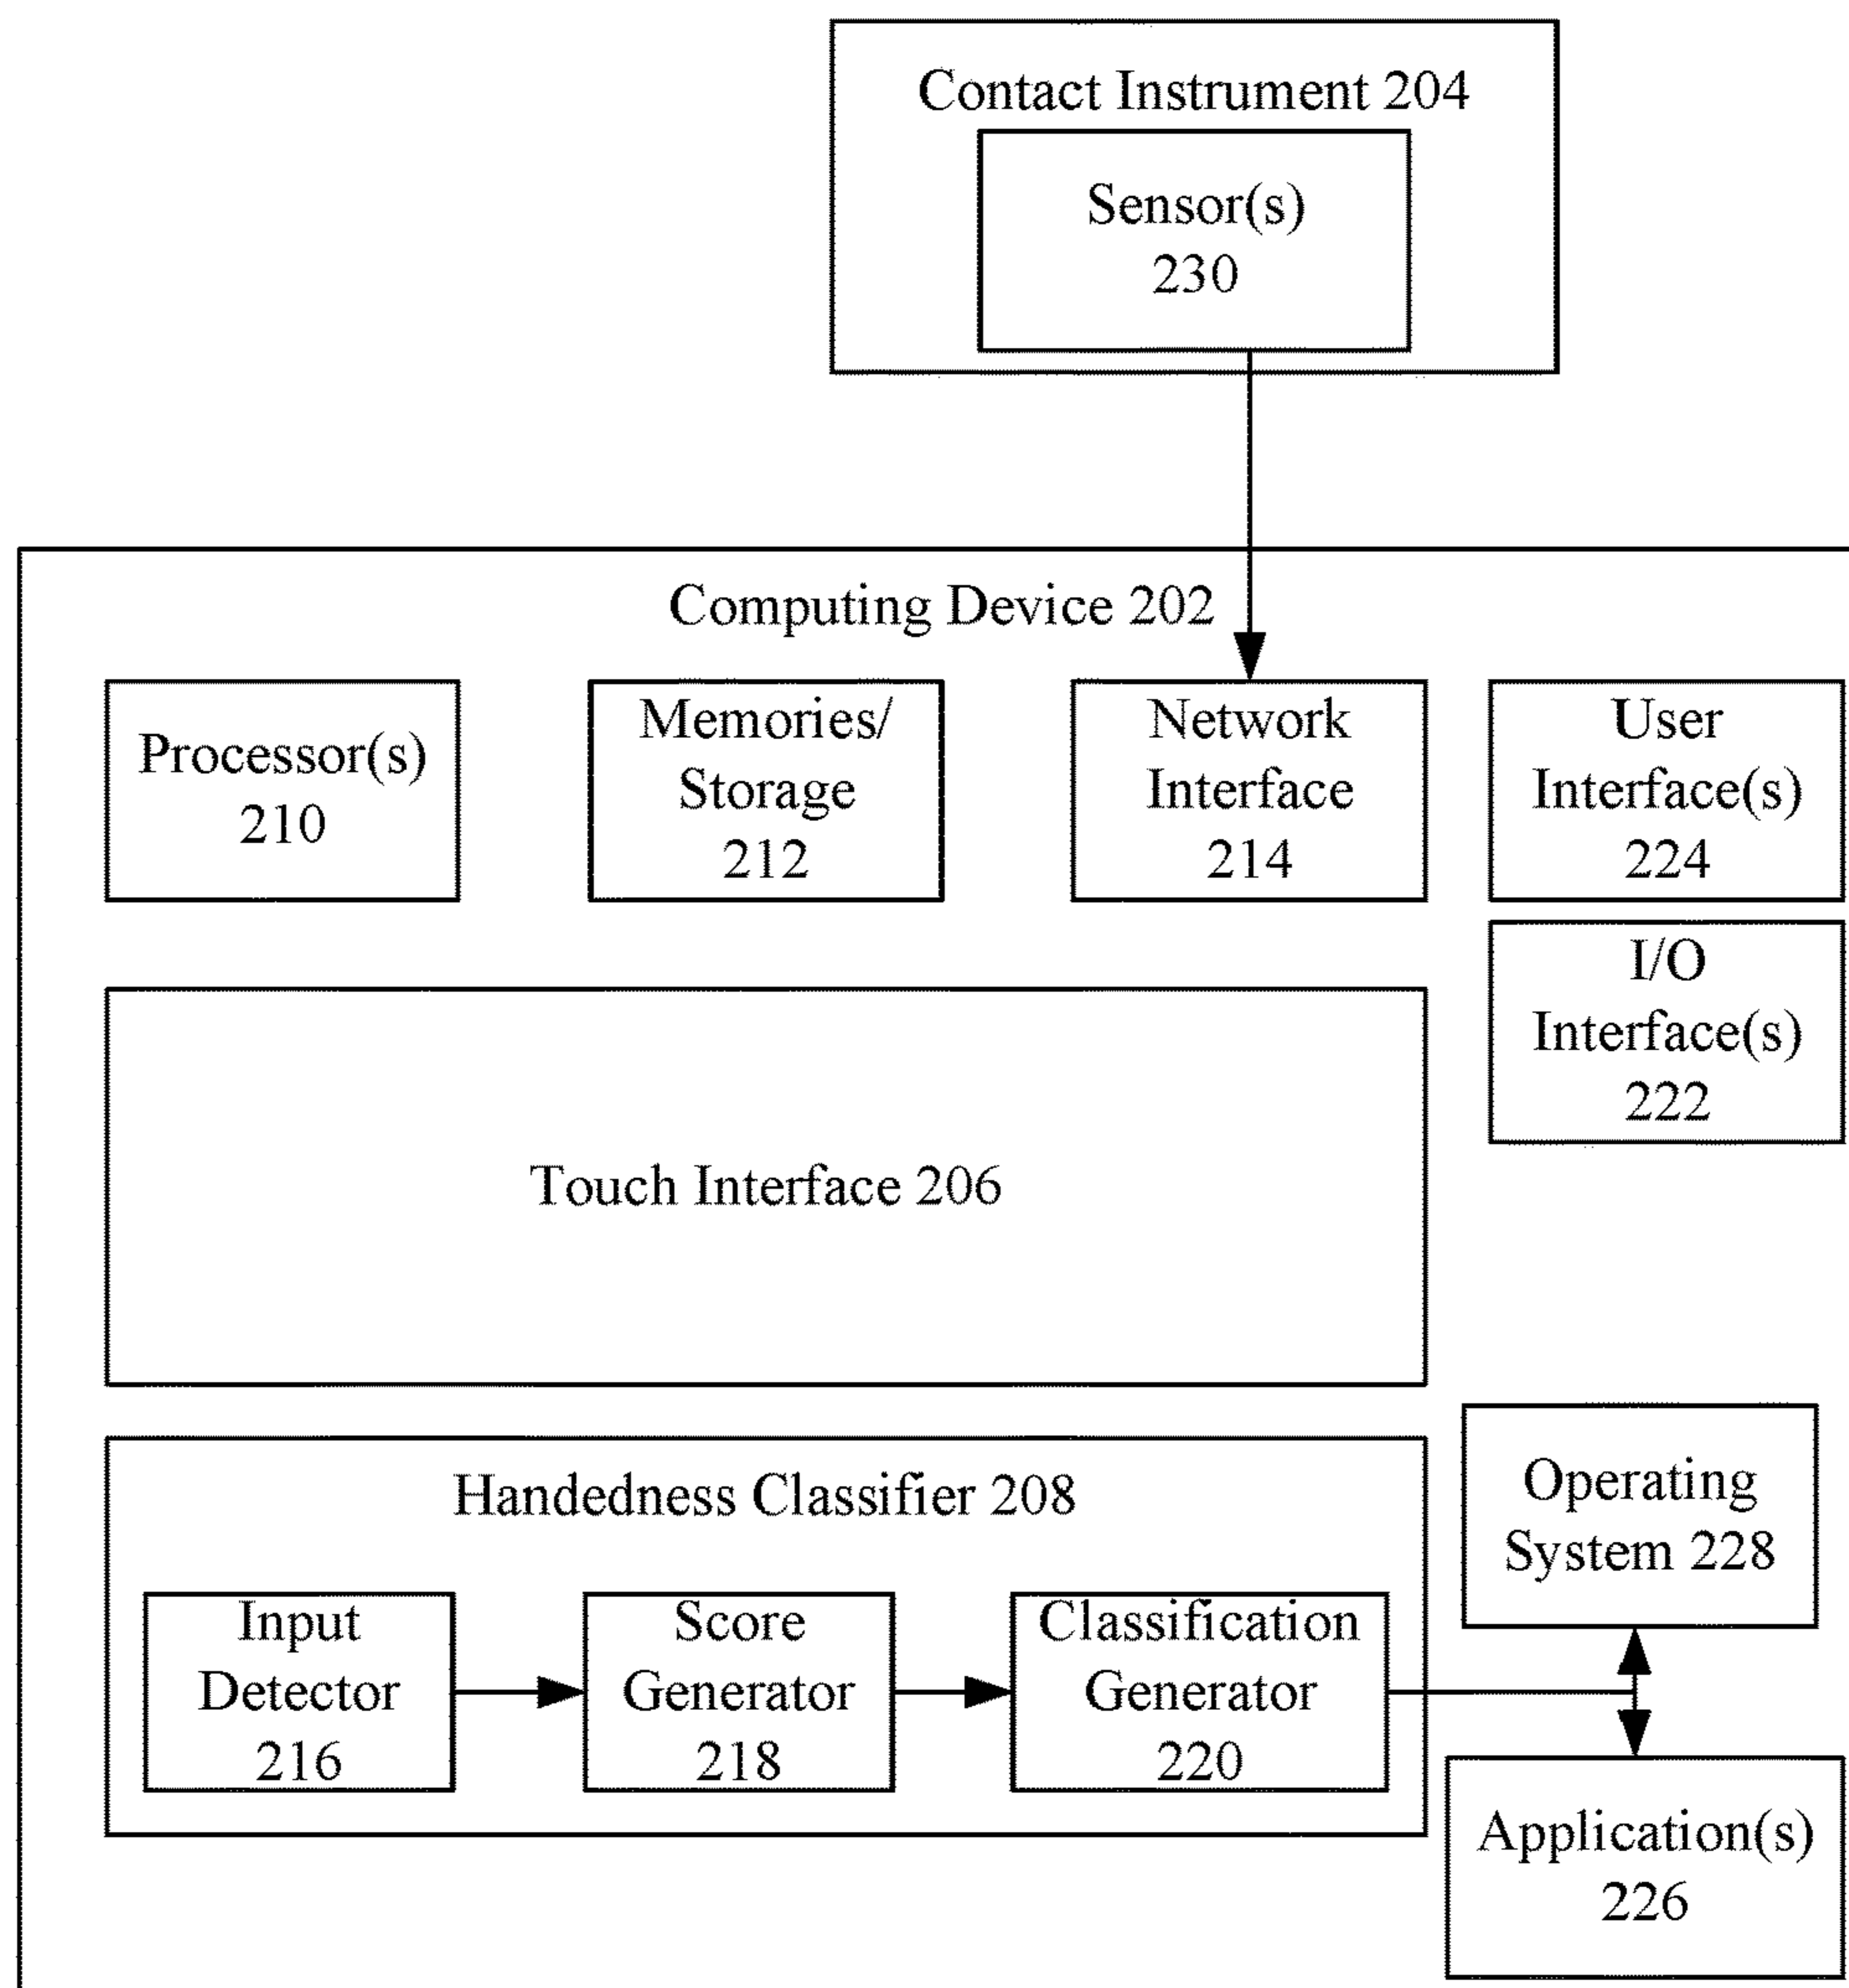 Contact Instrument 204
Sensor(s)
230
Computing Device 202
Processor(s)
210
Memories/
Storage
212
Network
Interface
214
User
Interface(s)
224
I/O
Interface(s)
222
Touch Interface 206
Handedness Classifier 208
Input
Detector
216
Score
Generator
218
Classification
Generator
220
Operating
System 228
Application(s)
226